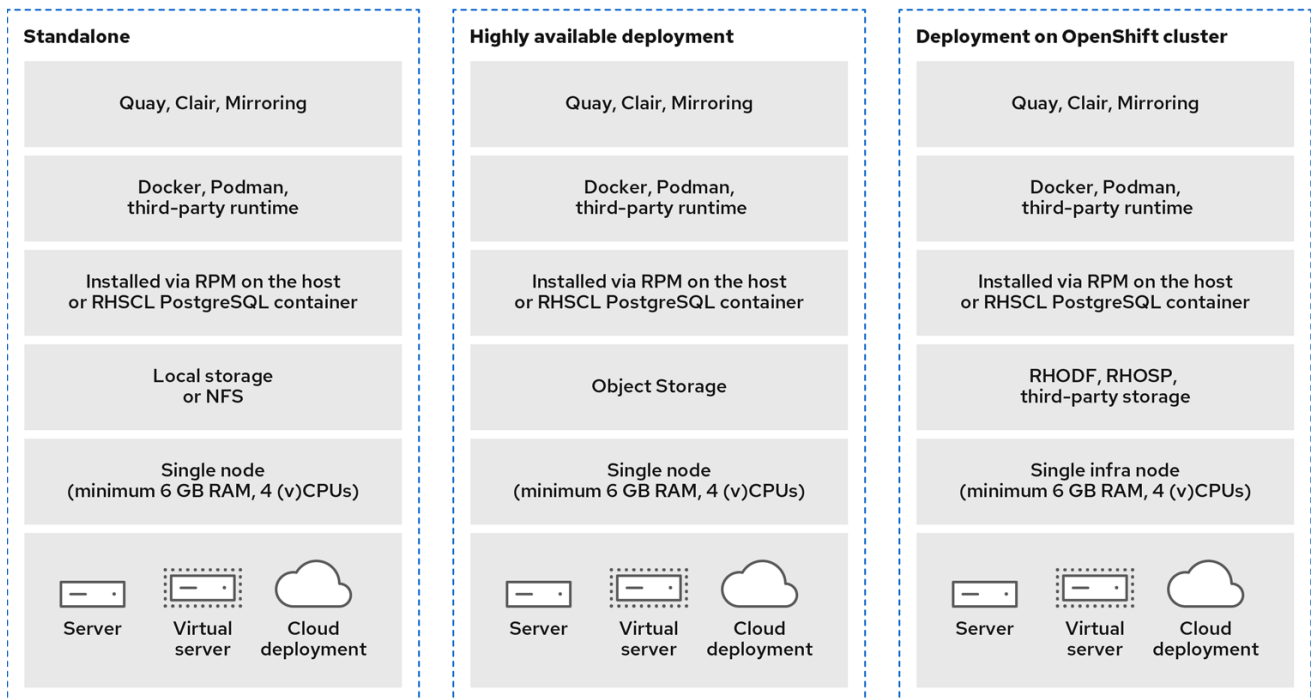 Standalone
Quay, Clair, Mirroring
Docker, Podman,
third-party runtime
Installed via RPM on the host
or RHSCL PostgreSQL container
Local storage
or NFS
Single node
(minimum 6 GB RAM, 4 (v)CPUs)
Server
Virtual
server
Cloud
deployment
Highly available deployment
Quay, Clair, Mirroring
Docker, Podman,
third-party runtime
Installed via RPM on the host
or RHSCL PostgreSQL container
Object Storage
Single node
(minimum 6 GB RAM, 4 (v)CPUs)
Server
Virtual
server
Cloud
deployment
Deployment on OpenShift cluster
Quay, Clair, Mirroring
Docker, Podman,
third-party runtime
Installed via RPM on the host
or RHSCL PostgreSQL container
RHODF, RHOSP,
third-party storage
Single infra node
(minimum 6 GB RAM, 4 (v)CPUs)
Server
Virtual
server
Cloud
deployment